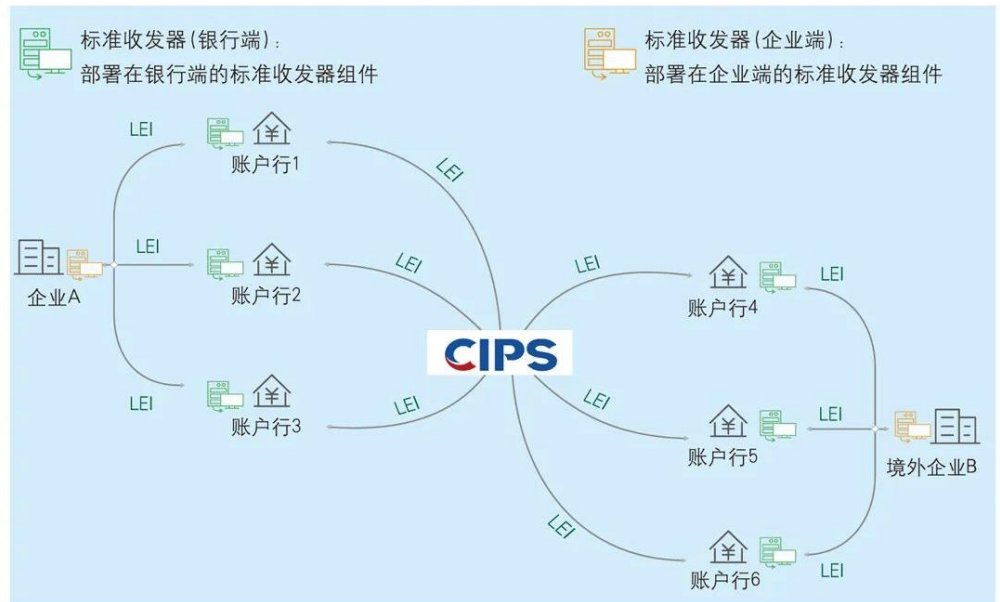 标准收发器(银行端):
部署在银行端的标准收发器组件
标准收发器(企业端):
部署在企业端的标准收发器组件
LEI
账户行1
LEI
LEI
账户行2
LEI
企业A
LEI
账户行3
LEI
CIPS
LEI
账户行4
LEI
LEI
账户行5
LEI
境外企业B
LEI
账户行6
LEI